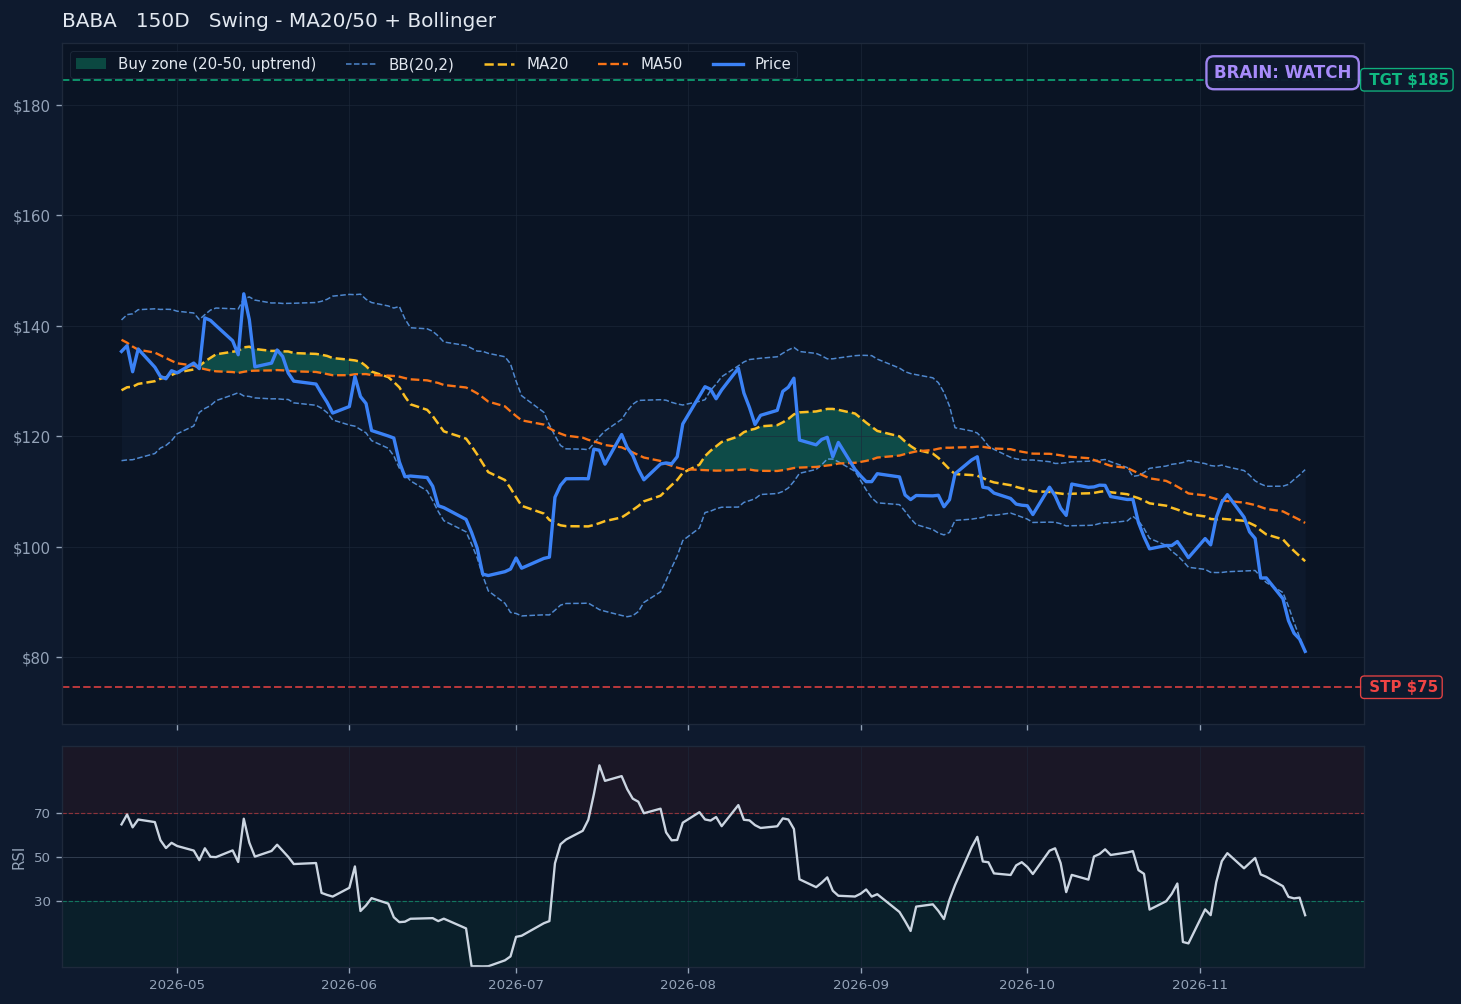 BABA   150D   Swing - MA20/50 + Bollinger
Buy zone (20-50, uptrend)   BB(20,2)   MA20   MA50   Price
BRAIN: WATCH
TGT $185
$180
$160
$140
$120
$100
$80
STP $75
70
50
30
RSI
2026-05   2026-06   2026-07   2026-08   2026-09   2026-10   2026-11